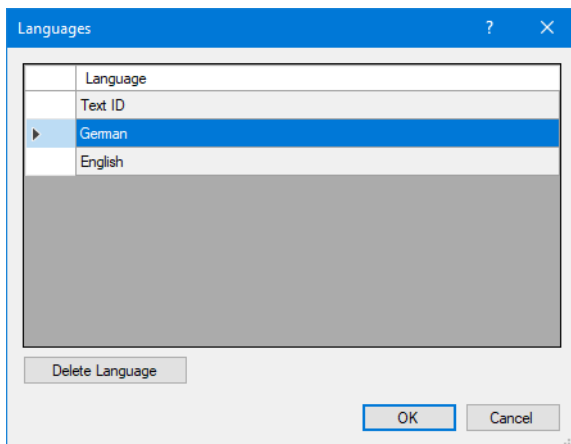 Languages ?
Language
Text ID
German
English
Delete Language
OK Cancel